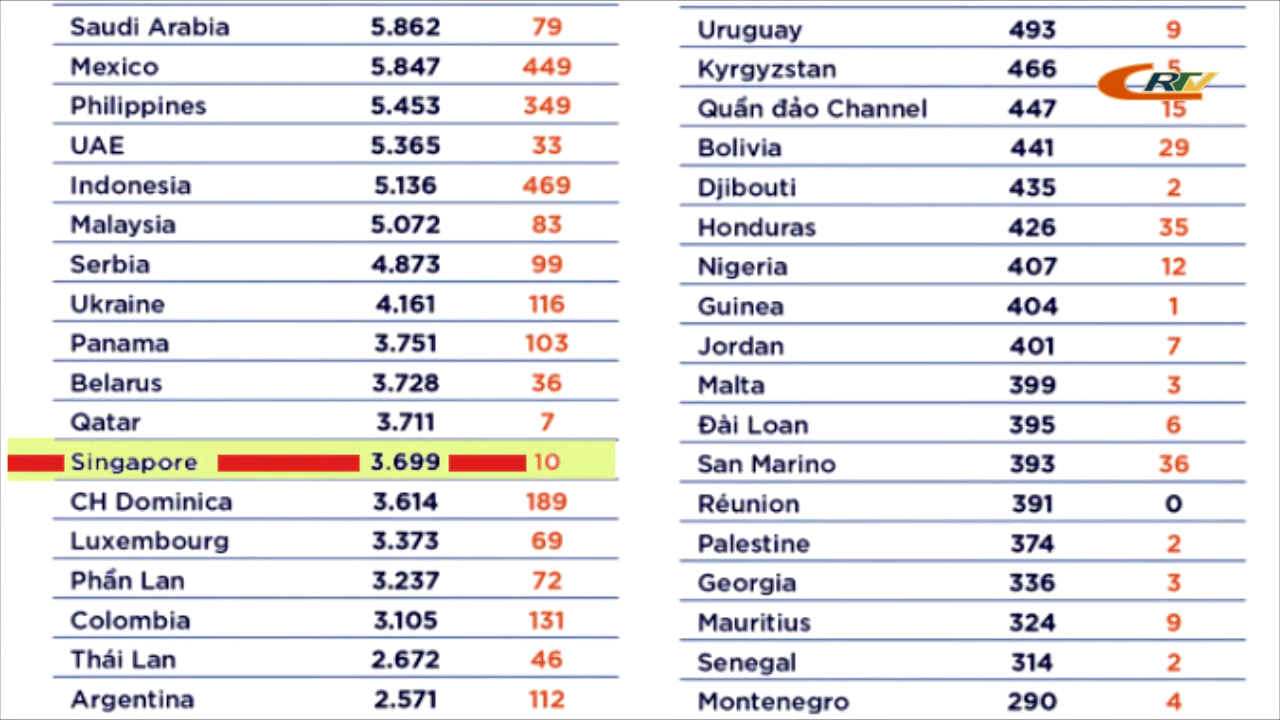 Saudi Arabia 5.862 79
Mexico 5.847 449
Philippines 5.453 349
UAE 5.365 33
Indonesia 5.136 469
Malaysia 5.072 83
Serbia 4.873 99
Ukraine 4.161 116
Panama 3.751 103
Belarus 3.728 36
Qatar 3.711 7
Singapore 3.699 10
CH Dominica 3.614 189
Luxembourg 3.373 69
Phần Lan 3.237 72
Colombia 3.105 131
Thái Lan 2.672 46
Argentina 2.571 112
Uruguay 493 9
Kyrgyzstan 466 5
CRTV
Quần đảo Channel 447 15
Bolivia 441 29
Djibouti 435 2
Honduras 426 35
Nigeria 407 12
Guinea 404 1
Jordan 401 7
Malta 399 3
Đài Loan 395 6
San Marino 393 36
Réunion 391 0
Palestine 374 2
Georgia 336 3
Mauritius 324 9
Senegal 314 2
Montenegro 290 4